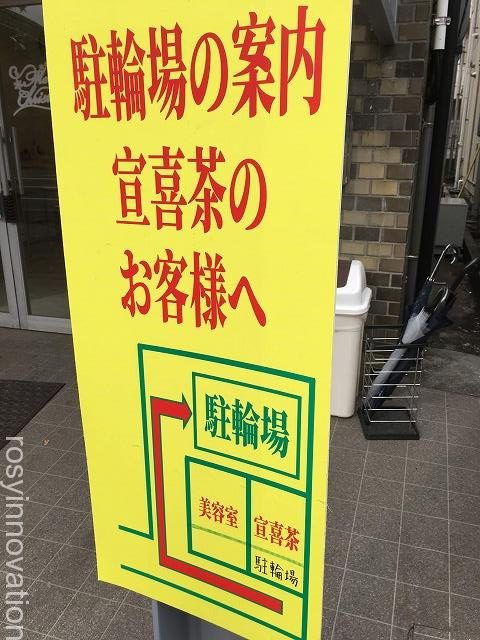 駐輪場の案内
宣喜茶の
お客様へ
駐輪場
美容室
宣喜茶
駐輪場
rosyinnovation